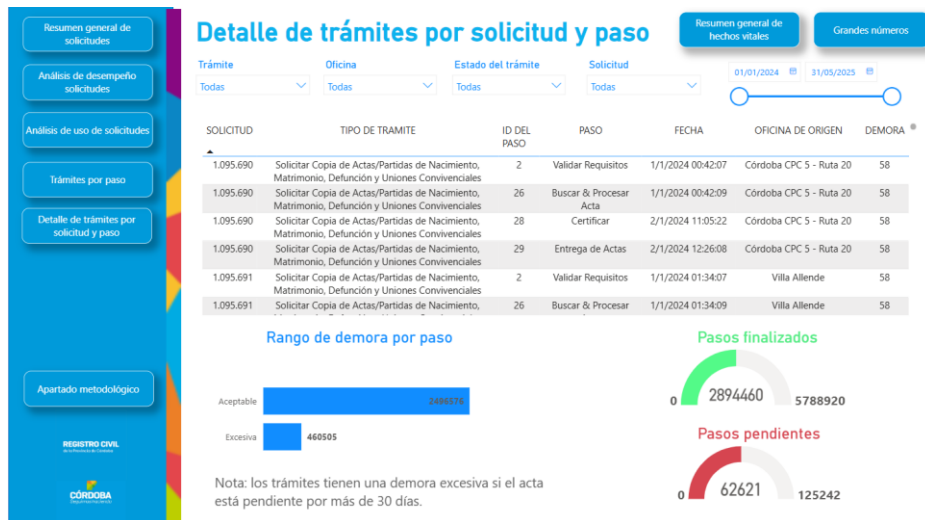 Resumen general de
solicitudes
Análisis de desempeño
solicitudes
Análisis de uso de solicitudes
Trámites por paso
Detalle de trámites por
solicitud y paso
Apartado metodológico
REGISTRO CIVIL
de la Provincia de Córdoba
CÓRDOBA
Detalle de trámites por solicitud y paso
Resumen general de
hechos vitales
Grandes números
Trámite
Oficina
Estado del trámite
Solicitud
Todas
Todas
Todas
Todas
01/01/2024
31/05/2025
SOLICITUD TIPO DE TRAMITE ID DEL PASO PASO FECHA OFICINA DE ORIGEN DEMORA
1.095.690 Solicitar Copia de Actas/Partidas de Nacimiento, 2 Validar Requisitos 1/1/2024 00:42:07 Córdoba CPC 5 - Ruta 20 58
Matrimonio, Defunción y Uniones Convivenciales
1.095.690 Solicitar Copia de Actas/Partidas de Nacimiento, 26 Buscar & Procesar 1/1/2024 00:42:09 Córdoba CPC 5 - Ruta 20 58
Matrimonio, Defunción y Uniones Convivenciales Acta
1.095.690 Solicitar Copia de Actas/Partidas de Nacimiento, 28 Certificar 2/1/2024 11:05:22 Córdoba CPC 5 - Ruta 20 58
Matrimonio, Defunción y Uniones Convivenciales
1.095.690 Solicitar Copia de Actas/Partidas de Nacimiento, 29 Entrega de Actas 2/1/2024 12:26:08 Córdoba CPC 5 - Ruta 20 58
Matrimonio, Defunción y Uniones Convivenciales
1.095.691 Solicitar Copia de Actas/Partidas de Nacimiento, 2 Validar Requisitos 1/1/2024 01:34:07 Villa Allende 58
Matrimonio, Defunción y Uniones Convivenciales
1.095.691 Solicitar Copia de Actas/Partidas de Nacimiento, 26 Buscar & Procesar 1/1/2024 01:34:09 Villa Allende 58
Rango de demora por paso
Aceptable
Excesiva 460505
Nota: los trámites tienen una demora excesiva si el acta
está pendiente por más de 30 días.
Pasos finalizados
0 2894460 5788920
Pasos pendientes
0 62621 125242